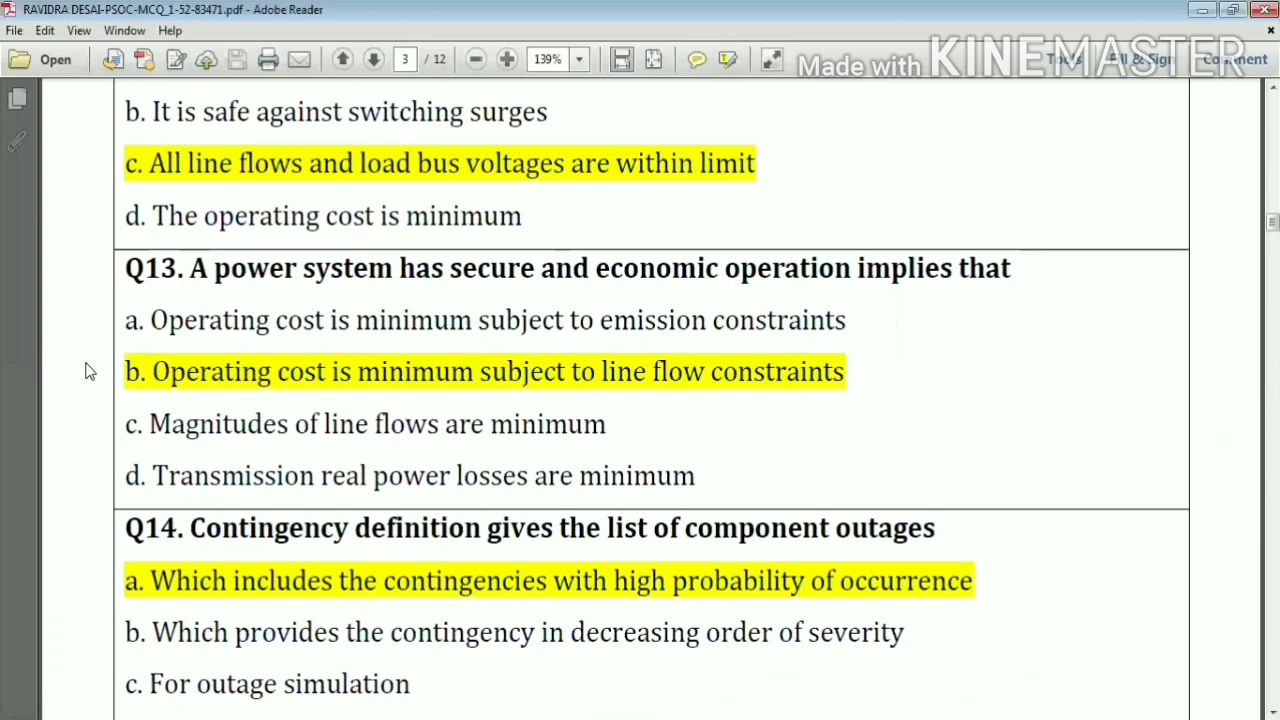 RAVIDRA DESAI-PSOC-MCQ_1-52-83471.pdf - Adobe Reader
File Edit View Window Help
Open 3 / 12 139% Tools Fill & Sign Comment
Made with KINEMASTER
b. It is safe against switching surges
c. All line flows and load bus voltages are within limit
d. The operating cost is minimum
Q13. A power system has secure and economic operation implies that
a. Operating cost is minimum subject to emission constraints
b. Operating cost is minimum subject to line flow constraints
c. Magnitudes of line flows are minimum
d. Transmission real power losses are minimum
Q14. Contingency definition gives the list of component outages
a. Which includes the contingencies with high probability of occurrence
b. Which provides the contingency in decreasing order of severity
c. For outage simulation